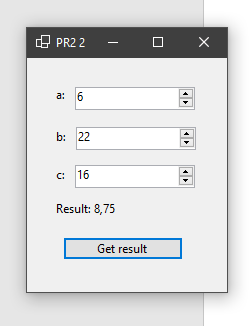 PR2 2
a: 6
b: 22
c: 16
Result: 8,75
Get result